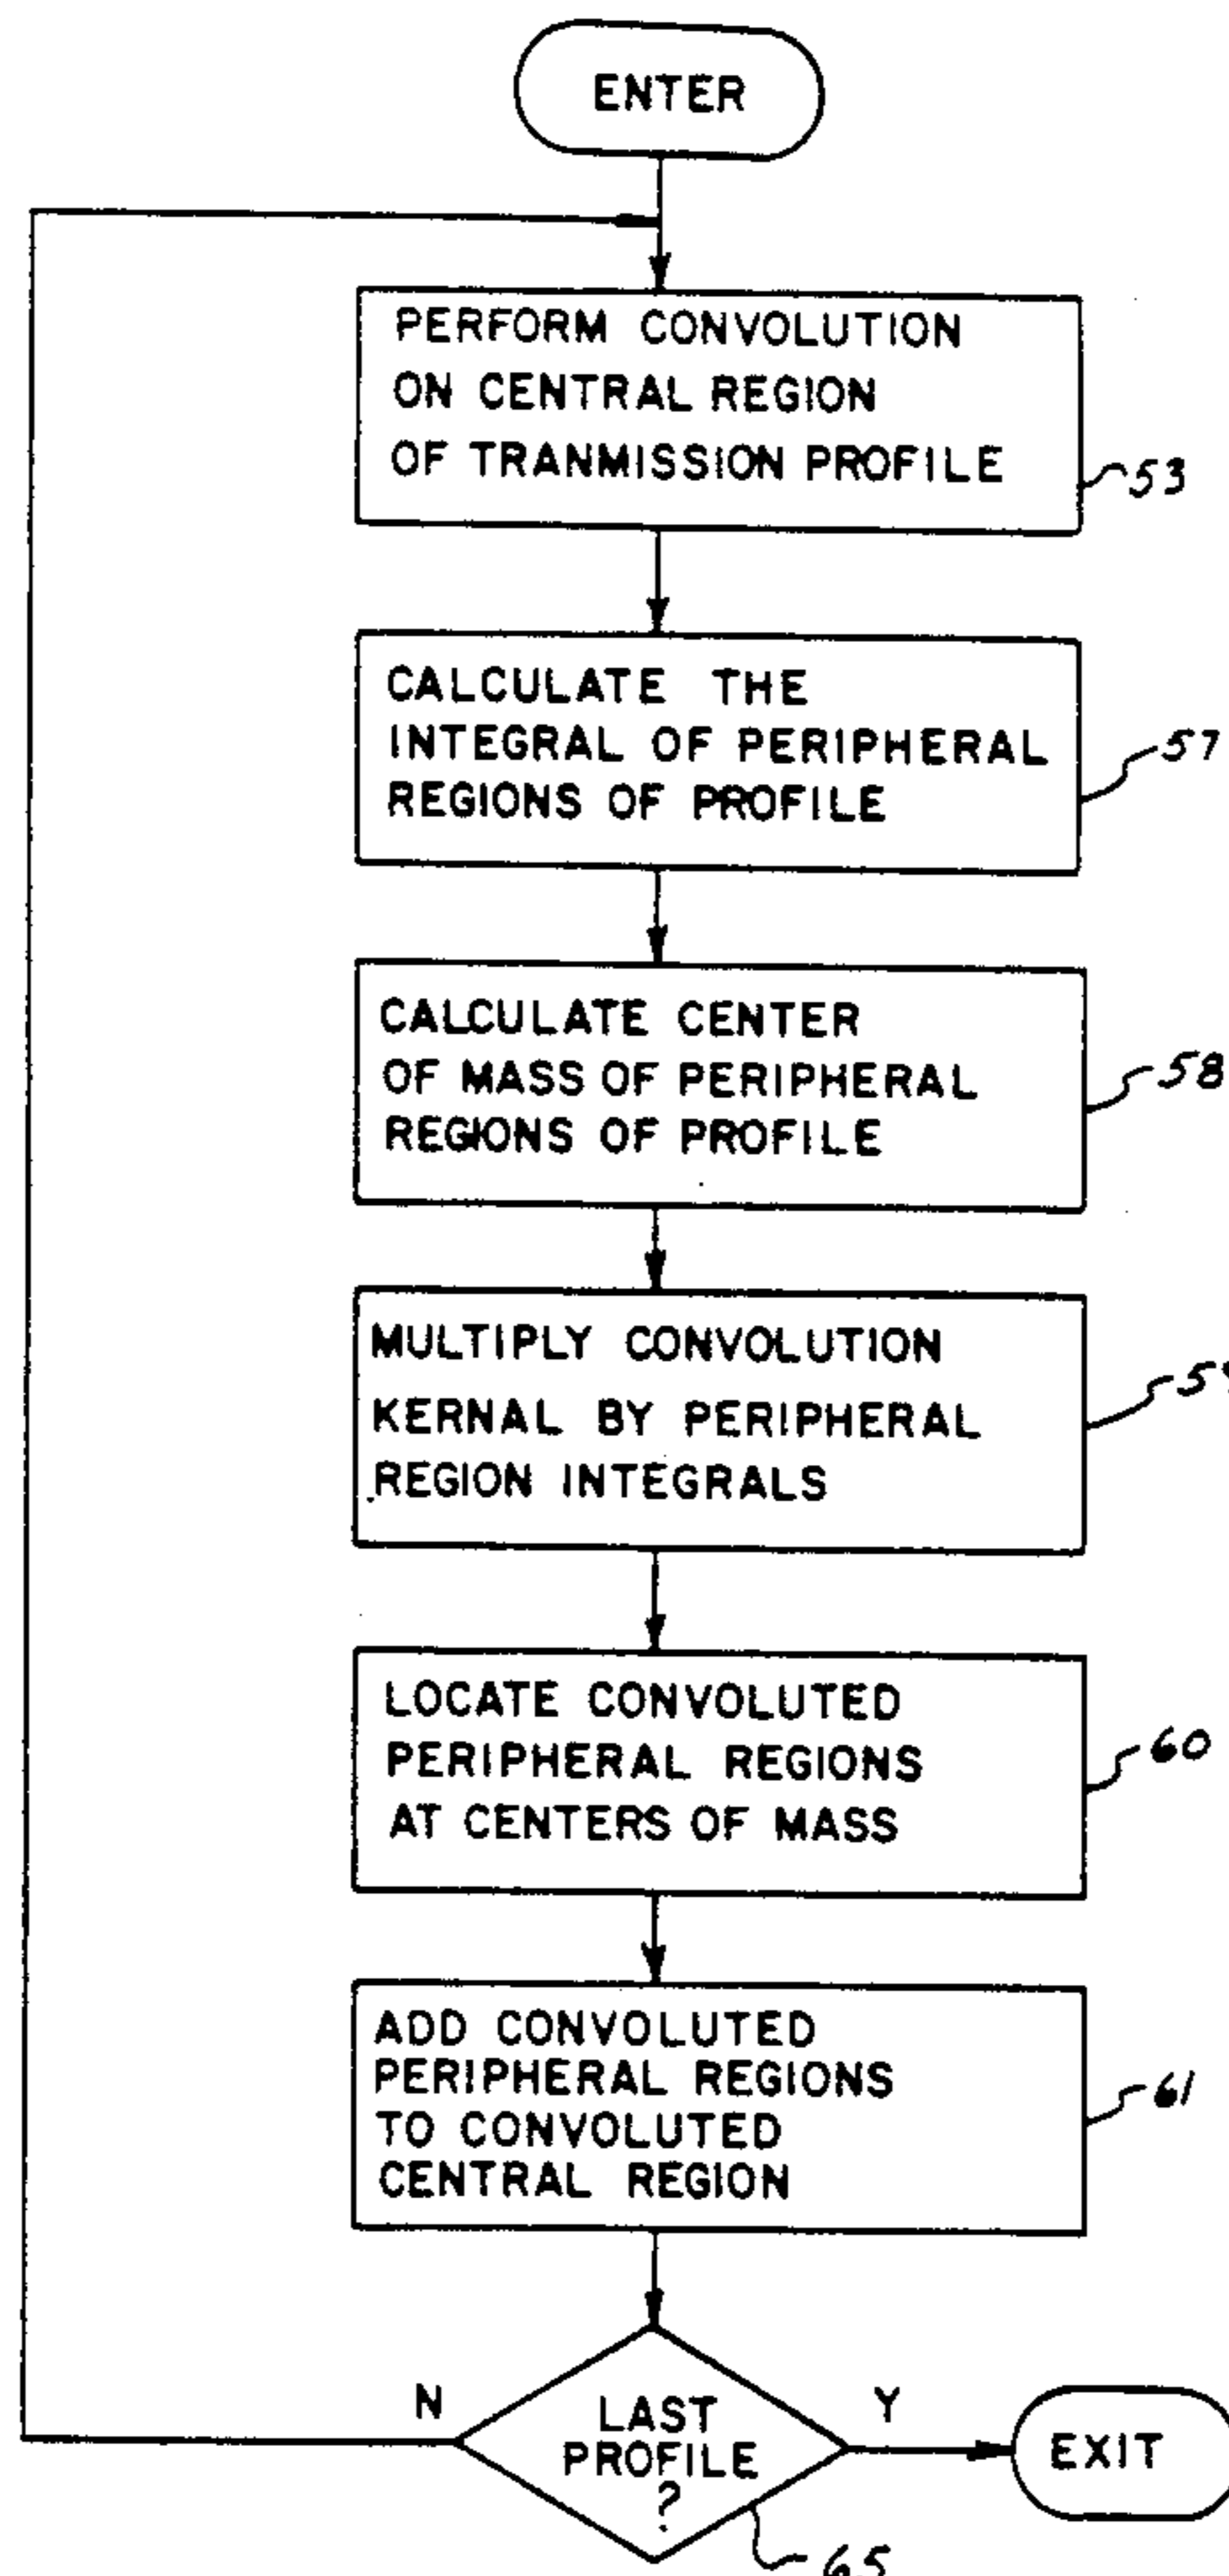 ENTER
PERFORM CONVOLUTION
ON CENTRAL REGION
OF TRANMISSION PROFILE
53
CALCULATE THE
INTEGRAL OF PERIPHERAL
REGIONS OF PROFILE
57
CALCULATE CENTER
OF MASS OF PERIPHERAL
REGIONS OF PROFILE
58
MULTIPLY CONVOLUTION
KERNAL BY PERIPHERAL
REGION INTEGRALS
LOCATE CONVOLUTED
PERIPHERAL REGIONS
AT CENTERS OF MASS
60
ADD CONVOLUTED
PERIPHERAL REGIONS
TO CONVOLUTED
CENTRAL REGION
61
N
LAST
PROFILE
?
Y
EXIT
65